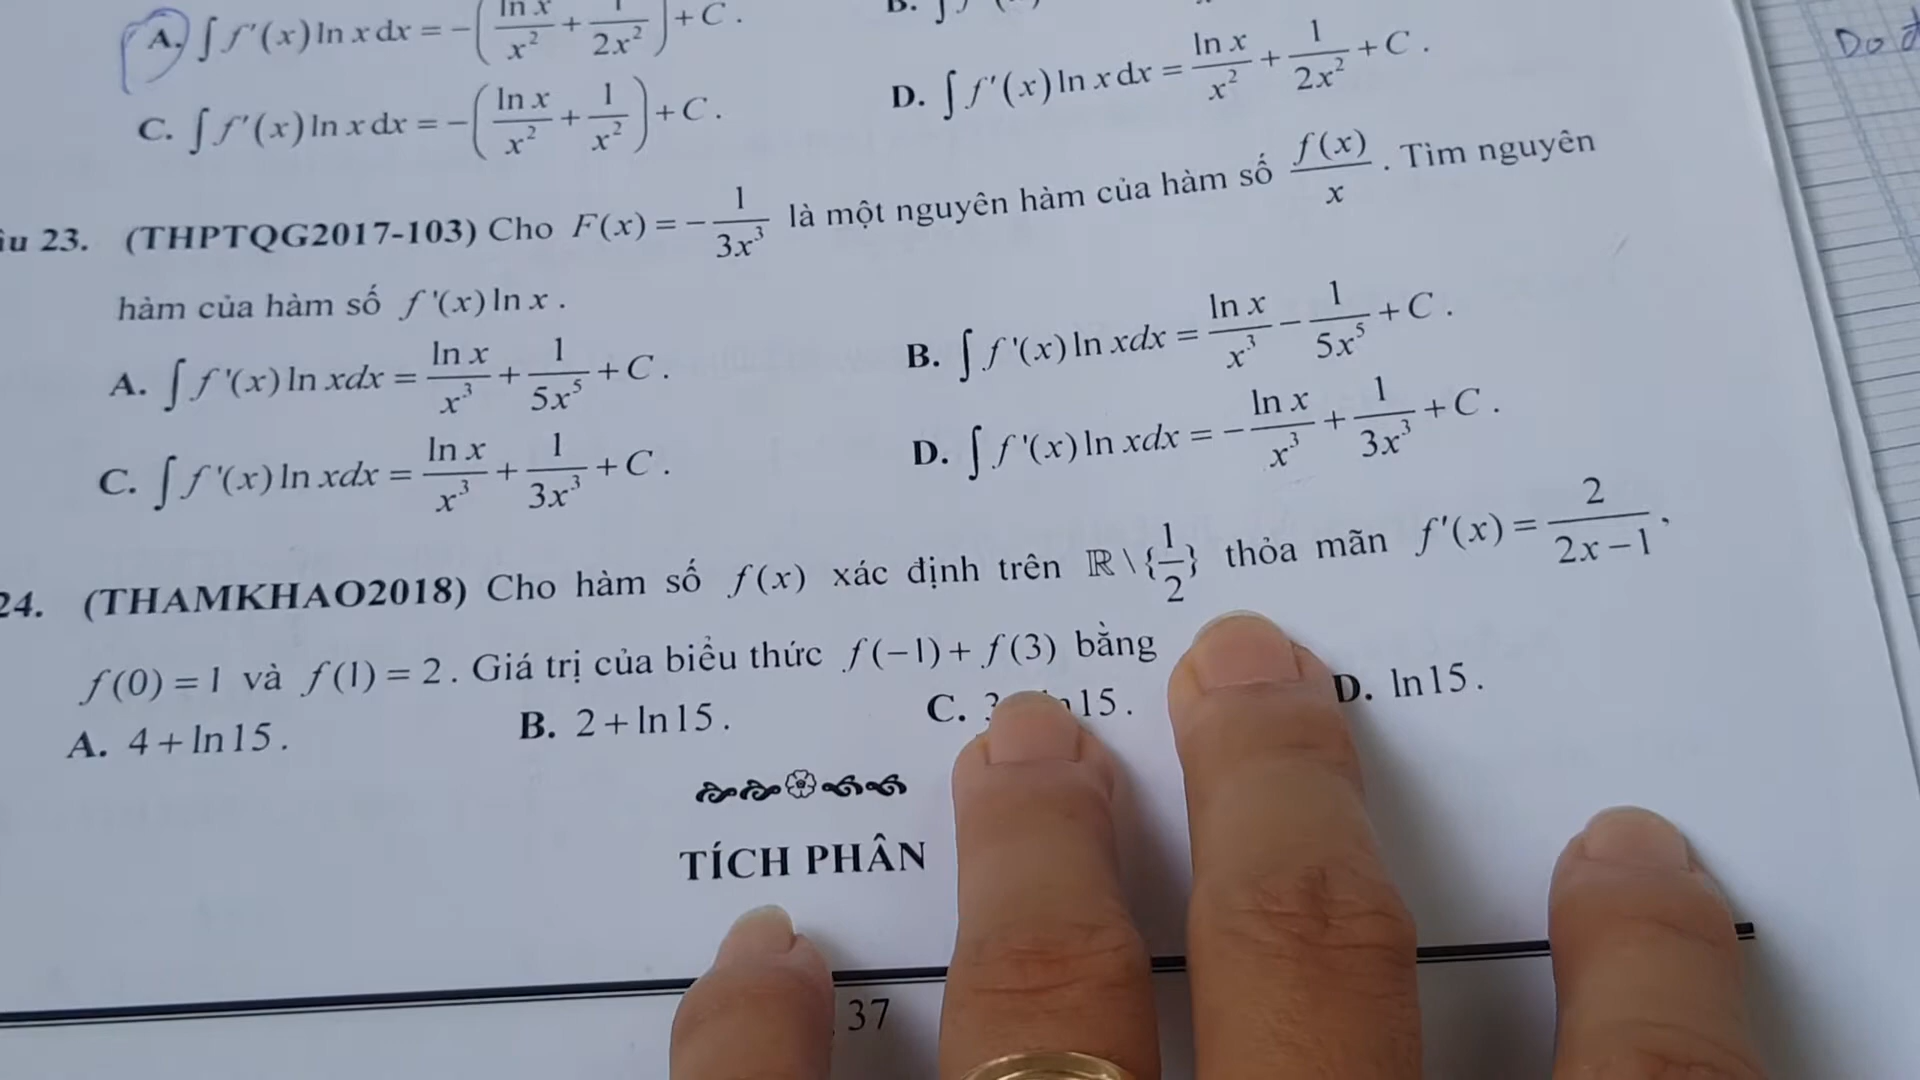 A. ∫ f'(x) ln x dx = −(ln x / x² + 1 / 2x²) + C .
C. ∫ f'(x) ln x dx = −(ln x / x² + 1 / x²) + C .
D. ∫ f'(x) ln x dx = ln x / x² + 1 / 2x² + C .
23. (THPTQG2017-103) Cho F(x) = −1 / 3x³ là một nguyên hàm của hàm số f(x) / x . Tìm nguyên
hàm của hàm số f'(x) ln x .
A. ∫ f'(x) ln xdx = ln x / x³ + 1 / 5x⁵ + C .
B. ∫ f'(x) ln xdx = ln x / x³ − 1 / 5x⁵ + C .
C. ∫ f'(x) ln xdx = ln x / x³ + 1 / 3x³ + C .
D. ∫ f'(x) ln xdx = −ln x / x³ + 1 / 3x³ + C .
24. (THAMKHAO2018) Cho hàm số f(x) xác định trên ℝ \ {1/2} thỏa mãn f'(x) = 2 / 2x−1 ,
f(0) = 1 và f(1) = 2 . Giá trị của biểu thức f(−1) + f(3) bằng
A. 4 + ln15 .
B. 2 + ln15 .
C. 15 .
D. ln15 .
TÍCH PHÂN
37
Do